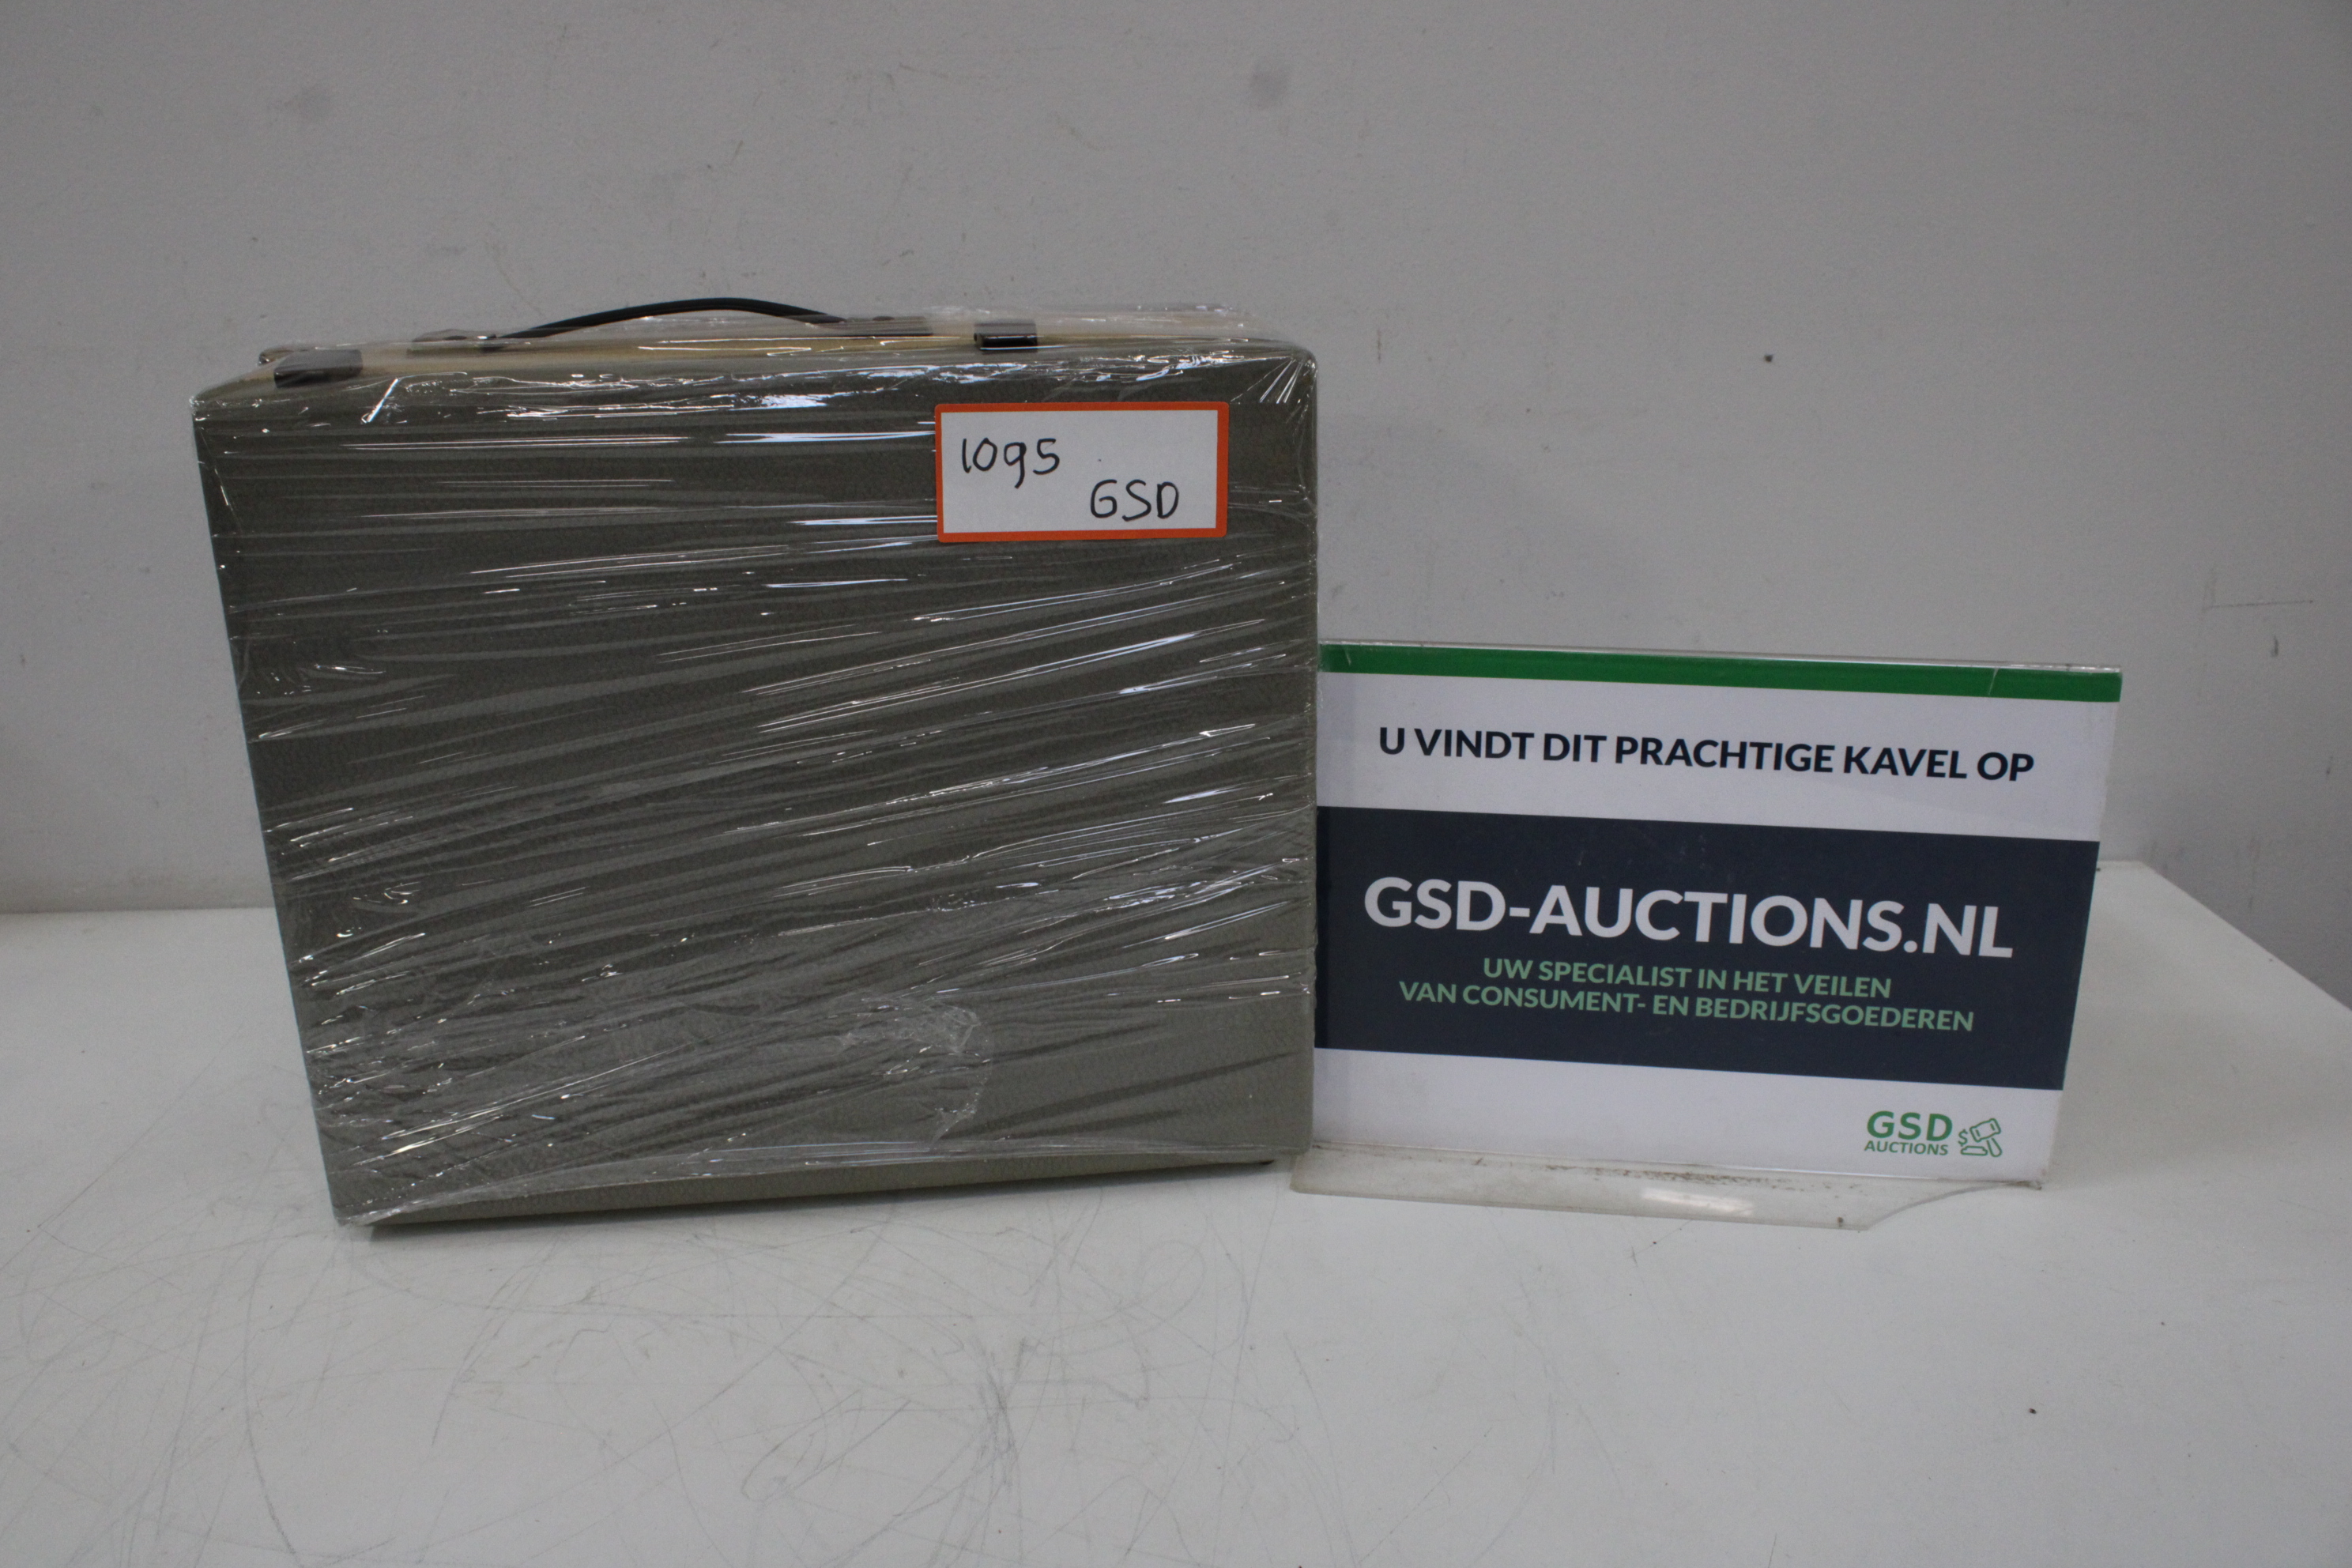 1095
GSD
U VINDT DIT PRACHTIGE KAVEL OP
GSD-AUCTIONS.NL
UW SPECIALIST IN HET VEILEN
VAN CONSUMENT- EN BEDRIJFSGOEDEREN
GSD
AUCTIONS
$